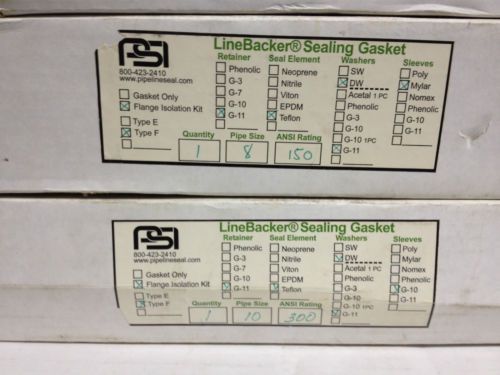 PSI
800-423-2410
www.pipelineseal.com
Gasket Only
Flange Isolation Kit
Type E
Type F
LineBacker® Sealing Gasket
Retainer
Phenolic
G-3
G-7
G-10
G-11
Seal Element
Neoprene
Nitrile
Viton
EPDM
Teflon
Washers
SW
DW
Acetal 1 PC
Phenolic
G-3
G-10
G-10 1PC
G-11
Sleeves
Poly
Mylar
Nomex
Phenolic
G-10
G-11
Quantity
1
Pipe Size
8
ANSI Rating
150
PSI
800-423-2410
www.pipelineseal.com
Gasket Only
Flange Isolation Kit
Type E
Type F
LineBacker® Sealing Gasket
Retainer
Phenolic
G-3
G-7
G-10
G-11
Seal Element
Neoprene
Nitrile
Viton
EPDM
Teflon
Washers
SW
DW
Acetal 1 PC
Phenolic
G-3
G-10
G-10 1PC
G-11
Sleeves
Poly
Mylar
Nomex
Phenolic
G-10
G-11
Quantity
1
Pipe Size
10
ANSI Rating
300